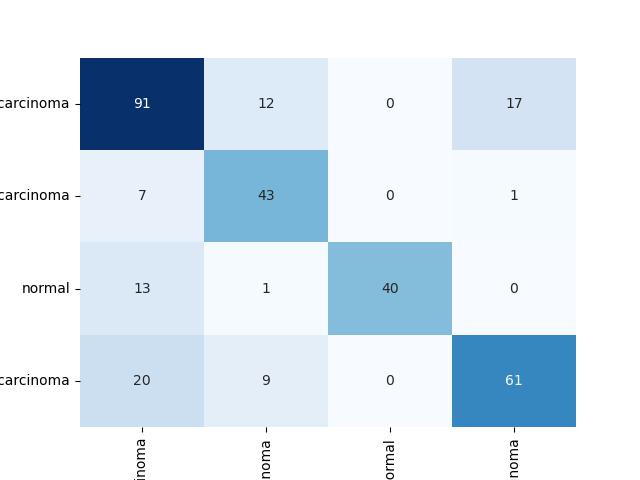 carcinoma 91 12 0 17
carcinoma 7 43 0 1
normal 13 1 40 0
carcinoma 20 9 0 61
inoma noma ormal noma